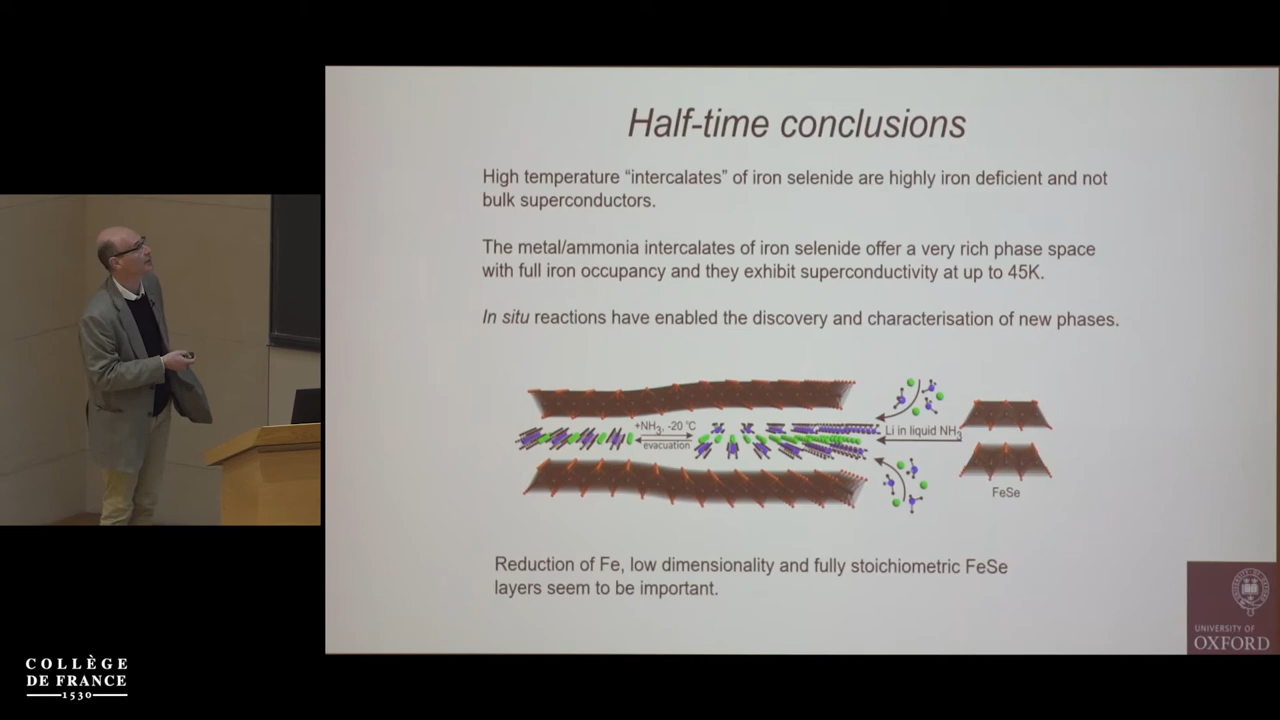 Half-time conclusions
High temperature “intercalates” of iron selenide are highly iron deficient and not
bulk superconductors.
The metal/ammonia intercalates of iron selenide offer a very rich phase space
with full iron occupancy and they exhibit superconductivity at up to 45K.
In situ reactions have enabled the discovery and characterisation of new phases.
+NH3, -20 °C
evacuation
Li in liquid NH3
FeSe
Reduction of Fe, low dimensionality and fully stoichiometric FeSe
layers seem to be important.
UNIVERSITY OF
OXFORD
COLLÈGE
DE FRANCE
1530